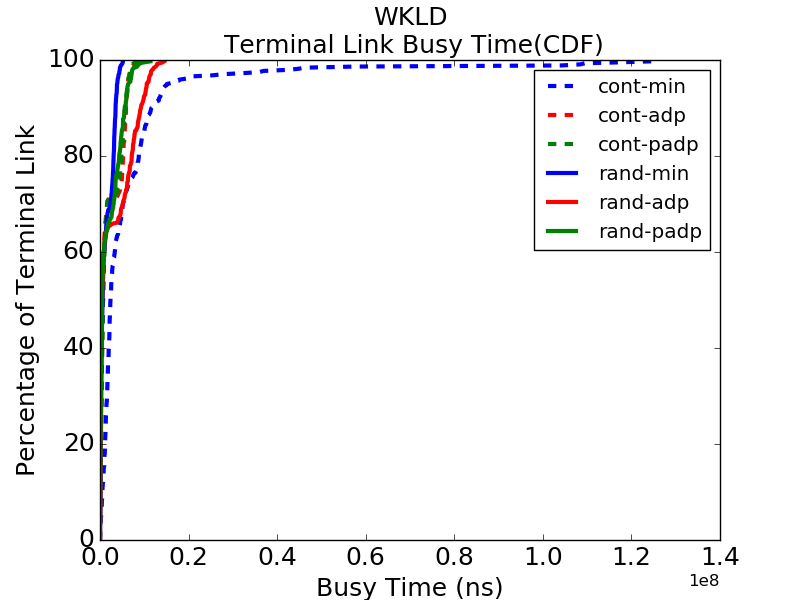 WKLD
Terminal Link Busy Time(CDF)
Percentage of Terminal Link
100
80
60
40
20
0
cont-min
cont-adp
cont-padp
rand-min
rand-adp
rand-padp
0.0 0.2 0.4 0.6 0.8 1.0 1.2 1.4
1e8
Busy Time (ns)